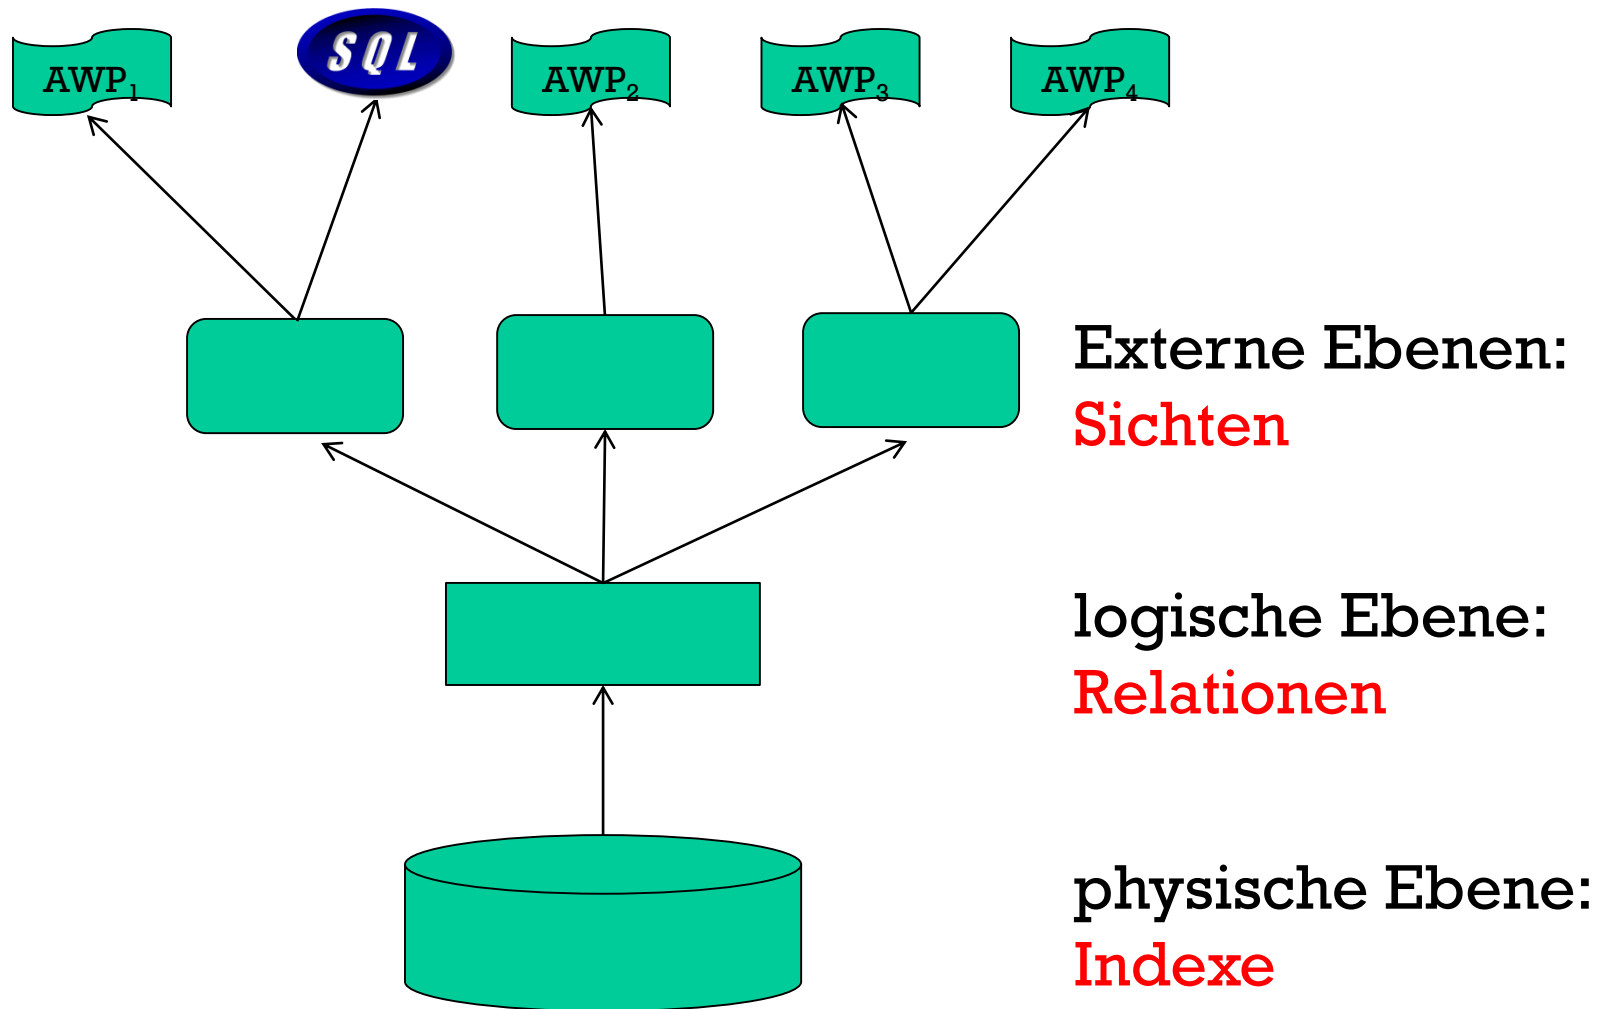 AWP₁
SQL
AWP₂
AWP₃
AWP₄
Externe Ebenen:
Sichten
logische Ebene:
Relationen
physische Ebene:
Indexe